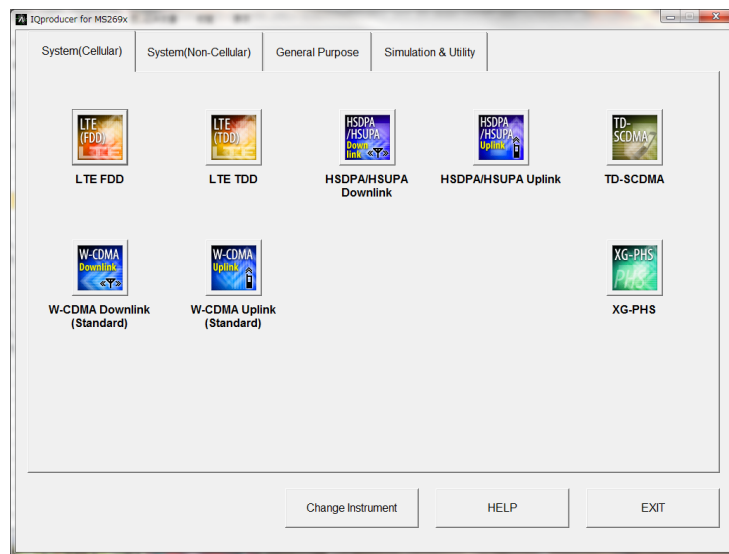 IQproducer for MS269x
System(Cellular)
System(Non-Cellular)
General Purpose
Simulation & Utility
LTE
(FDD)
LTE
(TDD)
HSDPA
/HSUPA
Down
link
HSDPA
/HSUPA
Uplink
TD-
SCDMA
LTE FDD
LTE TDD
HSDPA/HSUPA
Downlink
HSDPA/HSUPA Uplink
TD-SCDMA
W-CDMA
Downlink
W-CDMA
Uplink
XG-PHS
PHS
W-CDMA Downlink
(Standard)
W-CDMA Uplink
(Standard)
XG-PHS
Change Instrument
HELP
EXIT